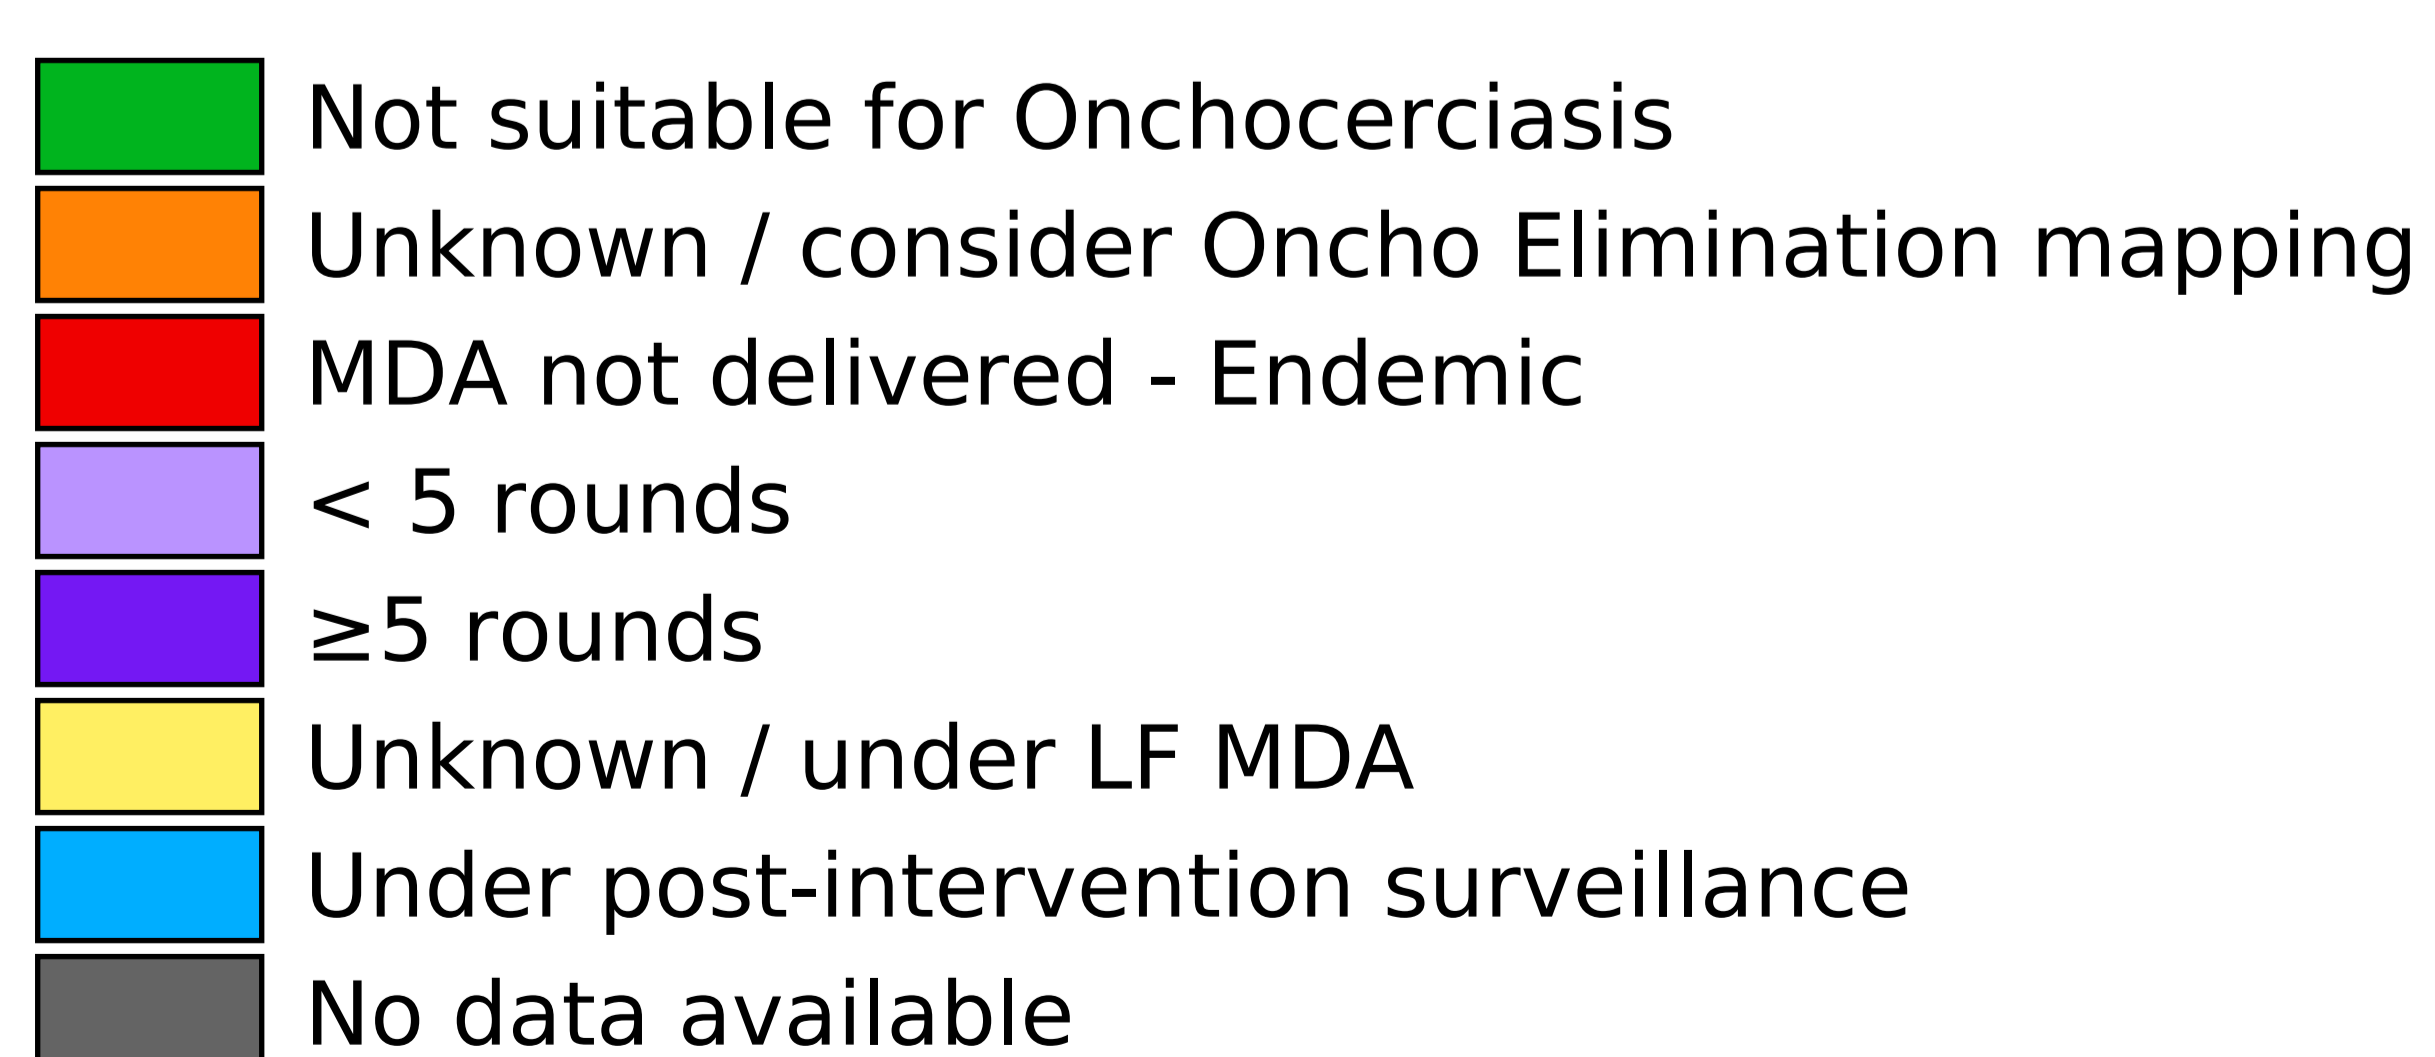 Not suitable for Onchocerciasis
Unknown / consider Oncho Elimination mapping
MDA not delivered - Endemic
< 5 rounds
≥5 rounds
Unknown / under LF MDA
Under post-intervention surveillance
No data available